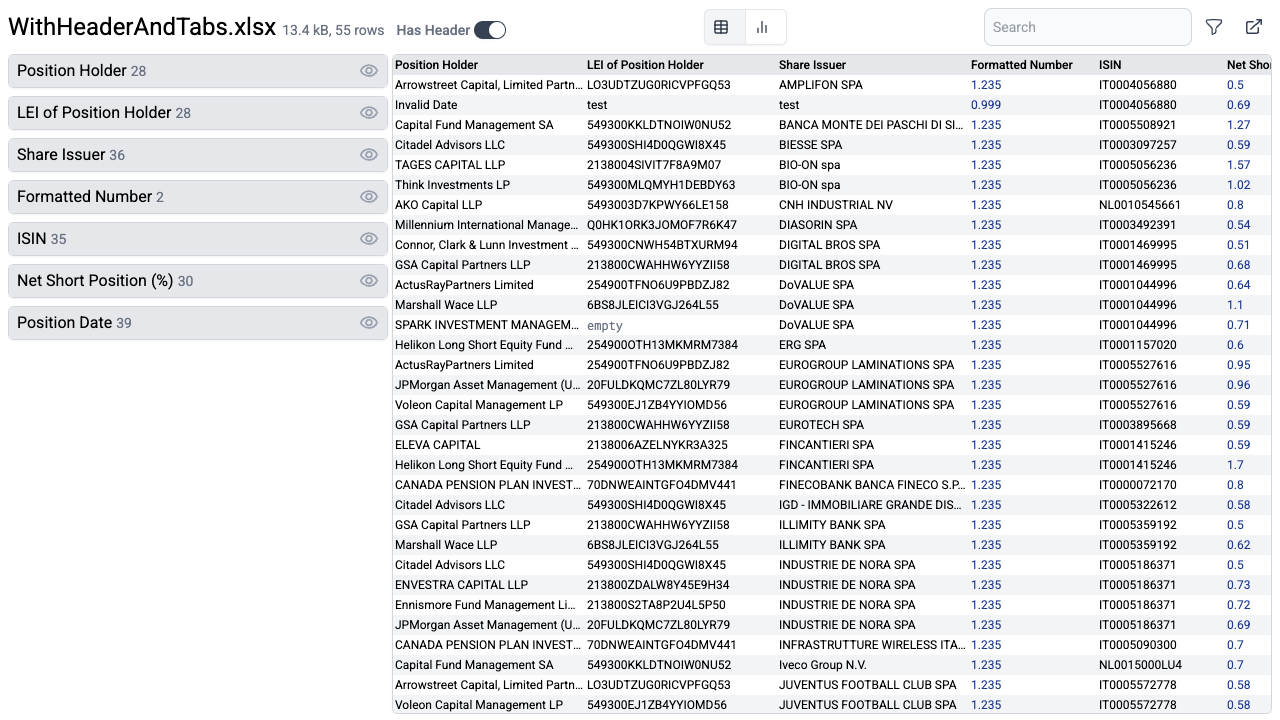 WithHeaderAndTabs.xlsx 13.4 kB, 55 rows Has Header Search
Position Holder 28
LEI of Position Holder 28
Share Issuer 36
Formatted Number 2
ISIN 35
Net Short Position (%) 30
Position Date 39
Position Holder LEI of Position Holder Share Issuer Formatted Number ISIN Net Shor
Arrowstreet Capital, Limited Partn... LO3UDTZUG0RICVPFGQ53 AMPLIFON SPA 1.235 IT0004056880 0.5
Invalid Date test test 0.999 IT0004056880 0.69
Capital Fund Management SA 549300KKLDTNOIW0NU52 BANCA MONTE DEI PASCHI DI SI... 1.235 IT0005508921 1.27
Citadel Advisors LLC 549300SHI4D0QGWI8X45 BIESSE SPA 1.235 IT0003097257 0.59
TAGES CAPITAL LLP 2138004SIVIT7F8A9M07 BIO-ON spa 1.235 IT0005056236 1.57
Think Investments LP 549300MLQMYH1DEBDY63 BIO-ON spa 1.235 IT0005056236 1.02
AKO Capital LLP 5493003D7KPWY66LE158 CNH INDUSTRIAL NV 1.235 NL0010545661 0.8
Millennium International Manage... Q0HK1ORK3JOMOF7R6K47 DIASORIN SPA 1.235 IT0003492391 0.54
Connor, Clark & Lunn Investment ... 549300CNWH54BTXURM94 DIGITAL BROS SPA 1.235 IT0001469995 0.51
GSA Capital Partners LLP 213800CWAHHW6YYZII58 DIGITAL BROS SPA 1.235 IT0001469995 0.68
ActusRayPartners Limited 254900TFNO6U9PBDZJ82 DoVALUE SPA 1.235 IT0001044996 0.64
Marshall Wace LLP 6BS8JLEICI3VGJ264L55 DoVALUE SPA 1.235 IT0001044996 1.1
SPARK INVESTMENT MANAGEM... empty DoVALUE SPA 1.235 IT0001044996 0.71
Helikon Long Short Equity Fund ... 254900OTH13MKMRM7384 ERG SPA 1.235 IT0001157020 0.6
ActusRayPartners Limited 254900TFNO6U9PBDZJ82 EUROGROUP LAMINATIONS SPA 1.235 IT0005527616 0.95
JPMorgan Asset Management (U... 20FULDKQMC7ZL80LYR79 EUROGROUP LAMINATIONS SPA 1.235 IT0005527616 0.96
Voleon Capital Management LP 549300EJ1ZB4YYIOMD56 EUROGROUP LAMINATIONS SPA 1.235 IT0005527616 0.59
GSA Capital Partners LLP 213800CWAHHW6YYZII58 EUROTECH SPA 1.235 IT0003895668 0.59
ELEVA CAPITAL 2138006AZELNYKR3A325 FINCANTIERI SPA 1.235 IT0001415246 0.59
Helikon Long Short Equity Fund ... 254900OTH13MKMRM7384 FINCANTIERI SPA 1.235 IT0001415246 1.7
CANADA PENSION PLAN INVEST... 70DNWEAINTGFO4DMV441 FINECOBANK BANCA FINECO S.P... 1.235 IT0000072170 0.8
Citadel Advisors LLC 549300SHI4D0QGWI8X45 IGD - IMMOBILIARE GRANDE DIS... 1.235 IT0005322612 0.58
GSA Capital Partners LLP 213800CWAHHW6YYZII58 ILLIMITY BANK SPA 1.235 IT0005359192 0.5
Marshall Wace LLP 6BS8JLEICI3VGJ264L55 ILLIMITY BANK SPA 1.235 IT0005359192 0.62
Citadel Advisors LLC 549300SHI4D0QGWI8X45 INDUSTRIE DE NORA SPA 1.235 IT0005186371 0.5
ENVESTRA CAPITAL LLP 213800ZDALW8Y45E9H34 INDUSTRIE DE NORA SPA 1.235 IT0005186371 0.73
Ennismore Fund Management Li... 213800S2TA8P2U4L5P50 INDUSTRIE DE NORA SPA 1.235 IT0005186371 0.72
JPMorgan Asset Management (U... 20FULDKQMC7ZL80LYR79 INDUSTRIE DE NORA SPA 1.235 IT0005186371 0.69
CANADA PENSION PLAN INVEST... 70DNWEAINTGFO4DMV441 INFRASTRUTTURE WIRELESS ITA... 1.235 IT0005090300 0.7
Capital Fund Management SA 549300KKLDTNOIW0NU52 Iveco Group N.V. 1.235 NL0015000LU4 0.7
Arrowstreet Capital, Limited Partn... LO3UDTZUG0RICVPFGQ53 JUVENTUS FOOTBALL CLUB SPA 1.235 IT0005572778 0.58
Voleon Capital Management LP 549300EJ1ZB4YYIOMD56 JUVENTUS FOOTBALL CLUB SPA 1.235 IT0005572778 0.58